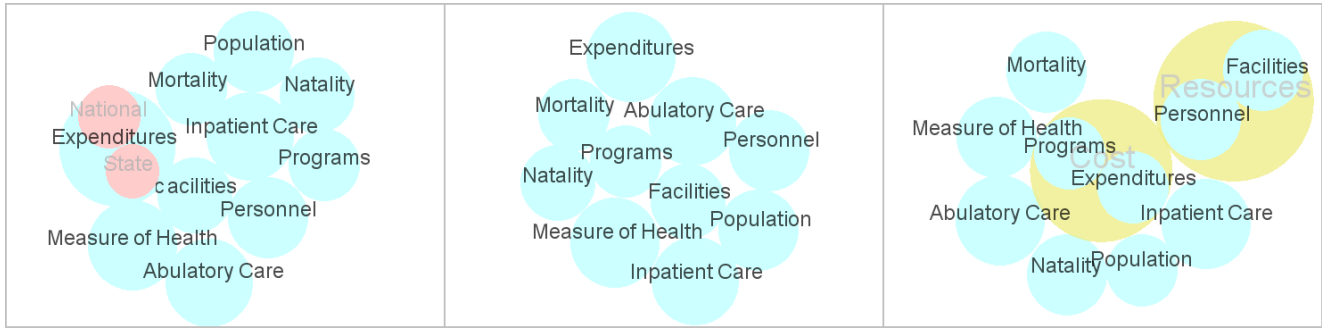 Population
Mortality
Natality
National
Expenditures
Inpatient Care
State
Programs
cacilities
Personnel
Measure of Health
Abulatory Care
Expenditures
Mortality
Abulatory Care
Personnel
Programs
Natality
Facilities
Population
Measure of Health
Inpatient Care
Mortality
Facilities
Resources
Personnel
Measure of Health
Programs
Cost
Expenditures
Abulatory Care
Inpatient Care
Natality
Population